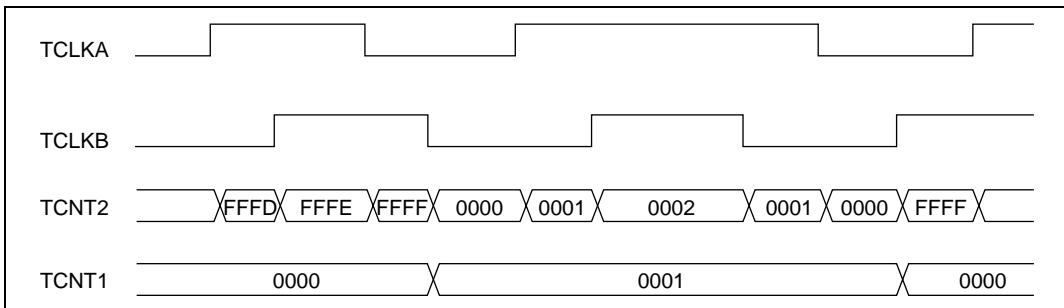 TCLKA
TCLKB
TCNT2 FFFD FFFE FFFF 0000 0001 0002 0001 0000 FFFF
TCNT1 0000 0001 0000